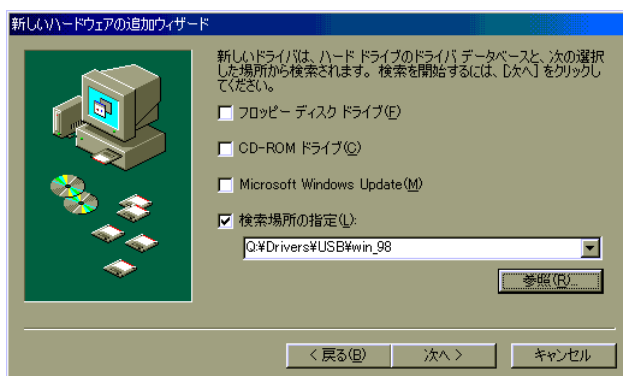 新しいハードウェアの追加ウィザード
新しいドライバは、ハード ドライブのドライバ データベースと、次の選択
した場所から検索されます。検索を開始するには、[次へ] をクリックし
てください。
フロッピー ディスク ドライブ(F)
CD-ROM ドライブ(C)
Microsoft Windows Update(M)
検索場所の指定(L):
Q:¥Drivers¥USB¥win_98
参照(R)...
< 戻る(B)
次へ >
キャンセル